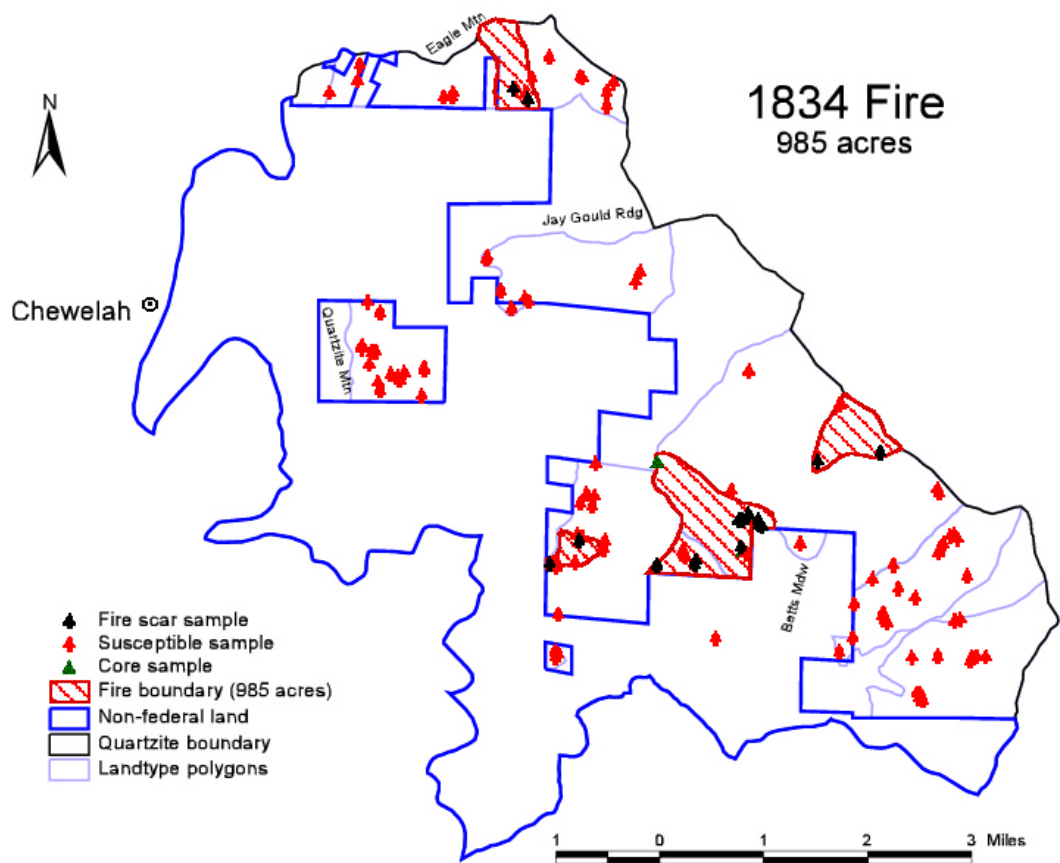 Eagle Mtn
1834 Fire
985 acres
N
Jay Gould Rdg
Chewelah
Quartzite Mtn
Betts Mdw
Fire scar sample
Susceptible sample
Core sample
Fire boundary (985 acres)
Non-federal land
Quartzite boundary
Landtype polygons
1 0 1 2 3 Miles